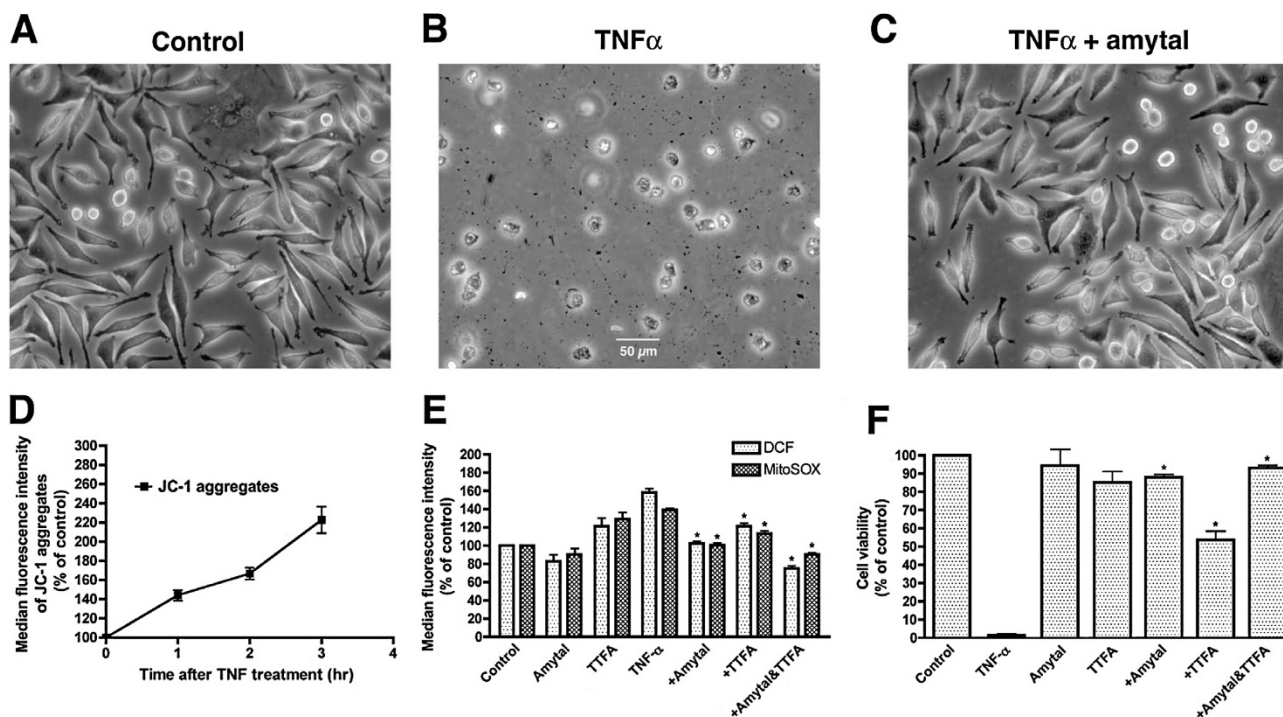 A
Control
B
TNFα
C
TNFα + amytal
50 µm
D
Median fluorescence intensity
of JC-1 aggregates
(% of control)
300
280
260
240
220
200
180
160
140
120
100
JC-1 aggregates
0
1
2
3
4
Time after TNF treatment (hr)
E
Median fluorescence intensity
(% of control)
200
180
160
140
120
100
80
60
40
20
0
DCF
MitoSOX
* * * * * *
Control
Amytal
TTFA
TNF-α
+Amytal
+TTFA
+Amytal&TTFA
F
Cell viability
(% of control)
100
90
80
70
60
50
40
30
20
10
0
* * *
Control
TNF-α
Amytal
TTFA
+Amytal
+TTFA
+Amytal&TTFA